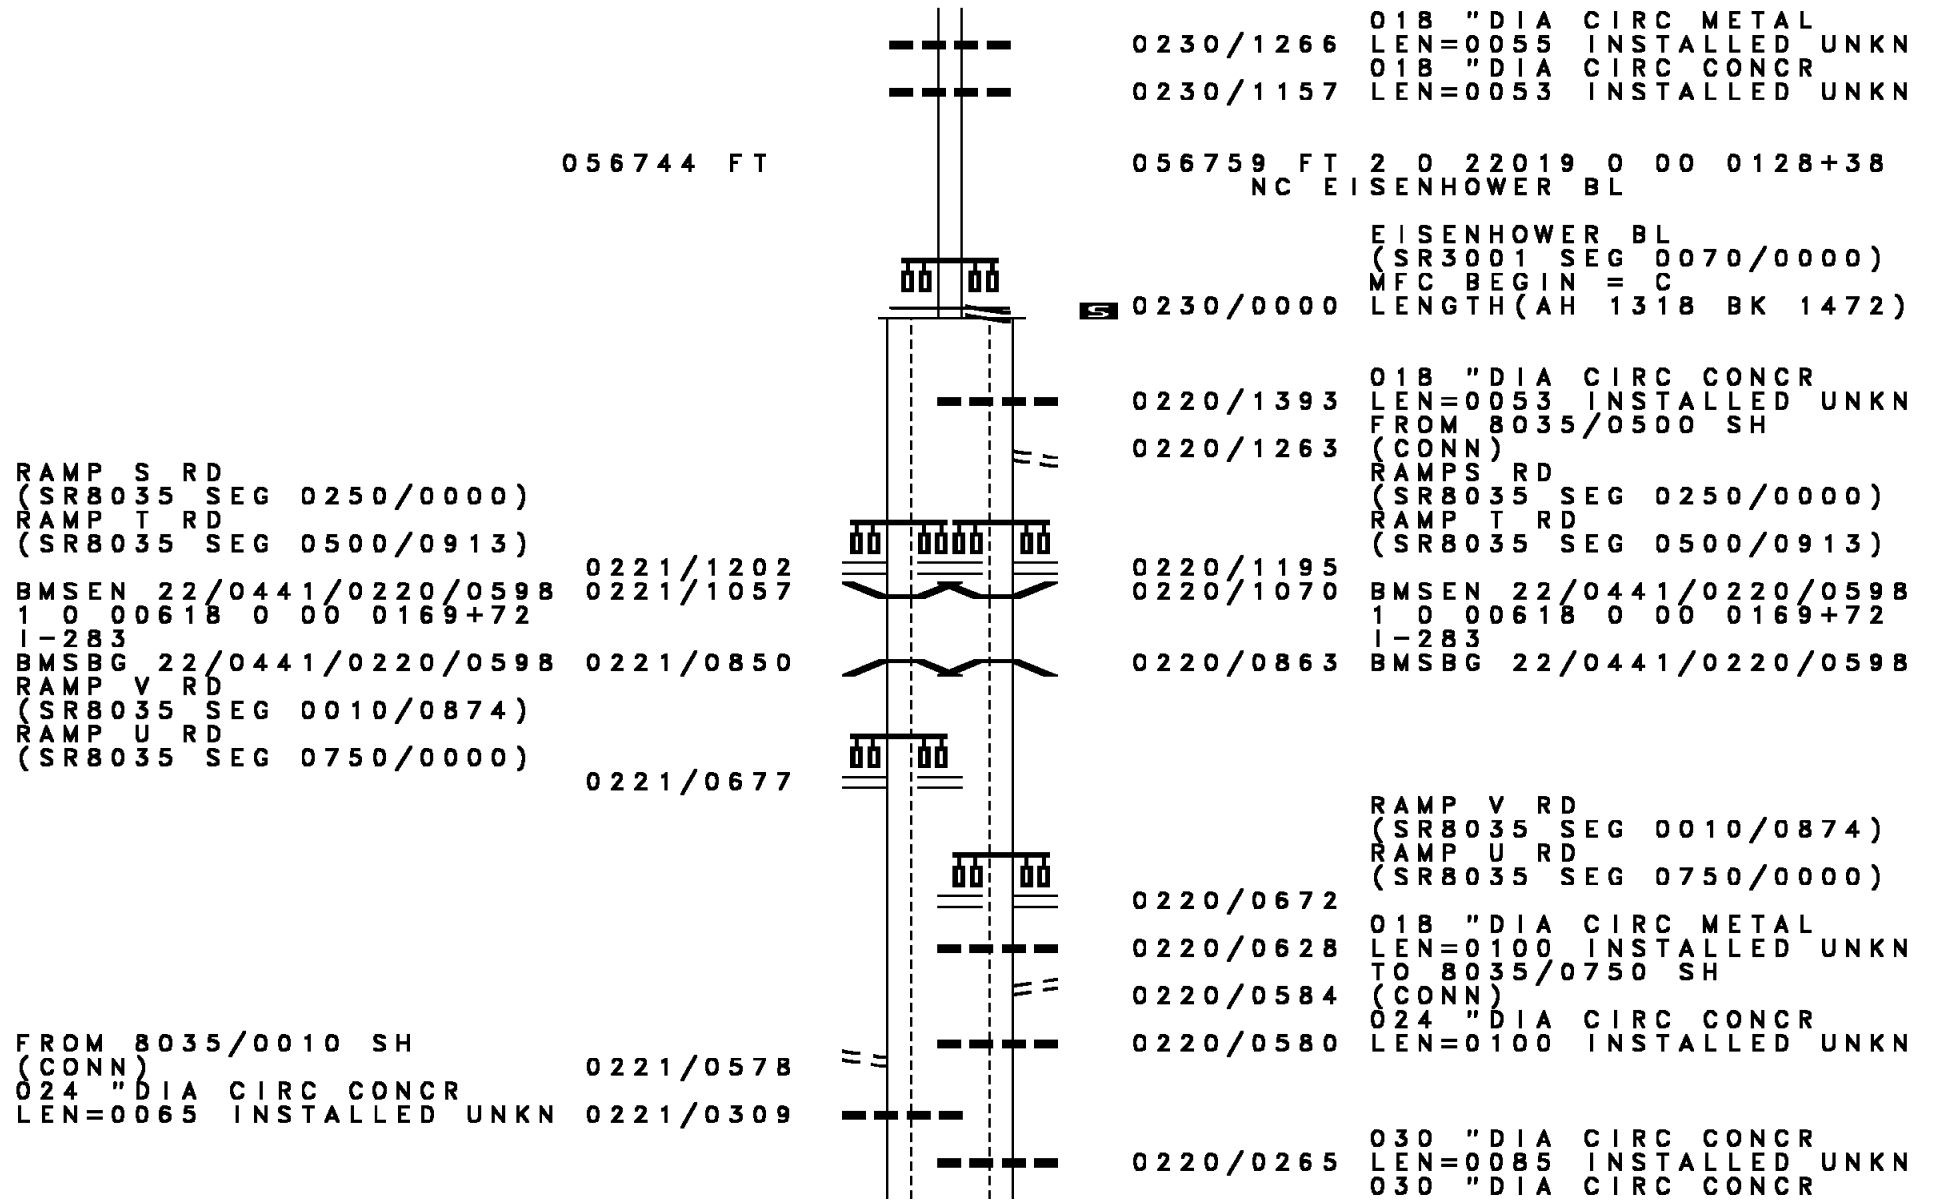 018 "DIA CIRC METAL
0230/1266 LEN=0055 INSTALLED UNKN
018 "DIA CIRC CONCR
0230/1157 LEN=0053 INSTALLED UNKN
056744 FT 056759 FT 2 0 22019 0 00 0128+38
NC EISENHOWER BL
EISENHOWER BL
(SR3001 SEG 0070/0000)
MFC BEGIN = C
S 0230/0000 LENGTH(AH 1318 BK 1472)
018 "DIA CIRC CONCR
0220/1393 LEN=0053 INSTALLED UNKN
FROM 8035/0500 SH
0220/1263 (CONN)
RAMP S RD RAMPS RD
(SR8035 SEG 0250/0000) (SR8035 SEG 0250/0000)
RAMP T RD RAMP T RD
(SR8035 SEG 0500/0913) (SR8035 SEG 0500/0913)
0221/1202 0220/1195
BMSEN 22/0441/0220/0598 0221/1057 0220/1070 BMSEN 22/0441/0220/0598
1 0 00618 0 00 0169+72 1 0 00618 0 00 0169+72
I-283 I-283
BMSBG 22/0441/0220/0598 0221/0850 0220/0863 BMSBG 22/0441/0220/0598
RAMP V RD
(SR8035 SEG 0010/0874)
RAMP U RD
(SR8035 SEG 0750/0000)
0221/0677
RAMP V RD
(SR8035 SEG 0010/0874)
RAMP U RD
(SR8035 SEG 0750/0000)
0220/0672
018 "DIA CIRC METAL
0220/0628 LEN=0100 INSTALLED UNKN
TO 8035/0750 SH
0220/0584 (CONN)
024 "DIA CIRC CONCR
FROM 8035/0010 SH 0220/0580 LEN=0100 INSTALLED UNKN
(CONN) 0221/0578
024 "DIA CIRC CONCR
LEN=0065 INSTALLED UNKN 0221/0309
030 "DIA CIRC CONCR
0220/0265 LEN=0085 INSTALLED UNKN
030 "DIA CIRC CONCR